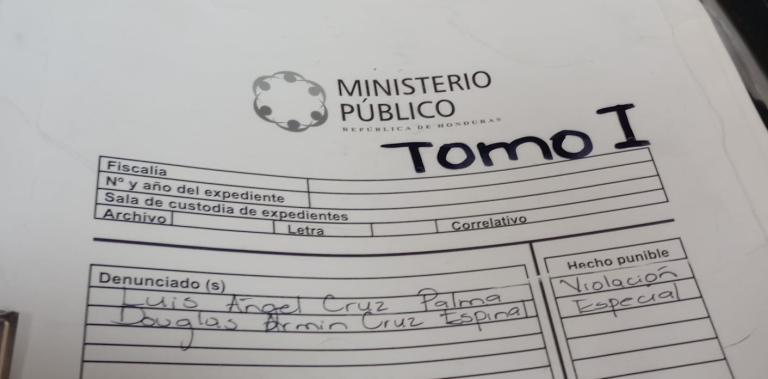 MINISTERIO
PÚBLICO
REPÚBLICA DE HONDURAS
Tomo I
Fiscalía
Nº y año del expediente
Sala de custodia de expedientes
Archivo Letra Correlativo
Denunciado (s) Hecho punible
Luis Ángel Cruz Palma Violación
Douglas Armin Cruz Espinal Especial